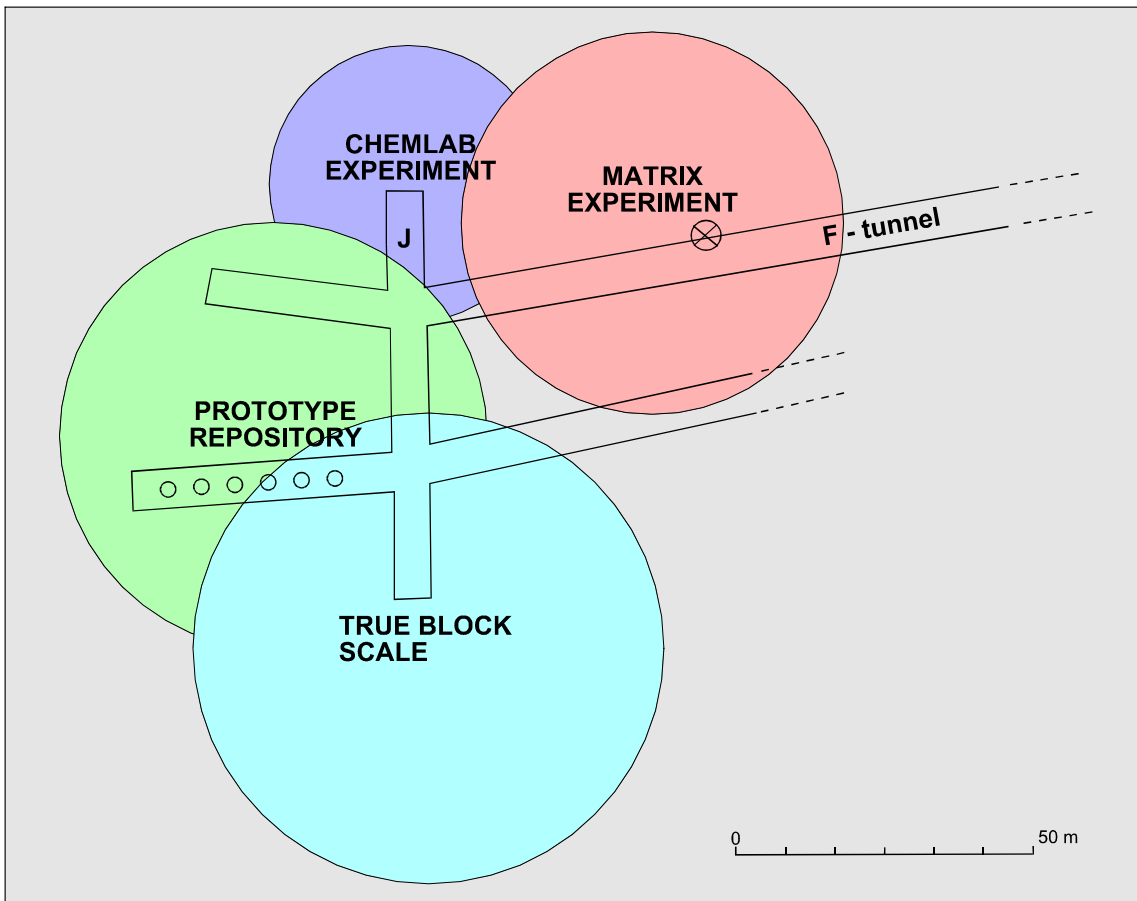 CHEMLAB
EXPERIMENT
MATRIX
EXPERIMENT
J
F - tunnel
PROTOTYPE
REPOSITORY
TRUE BLOCK
SCALE
0
50 m